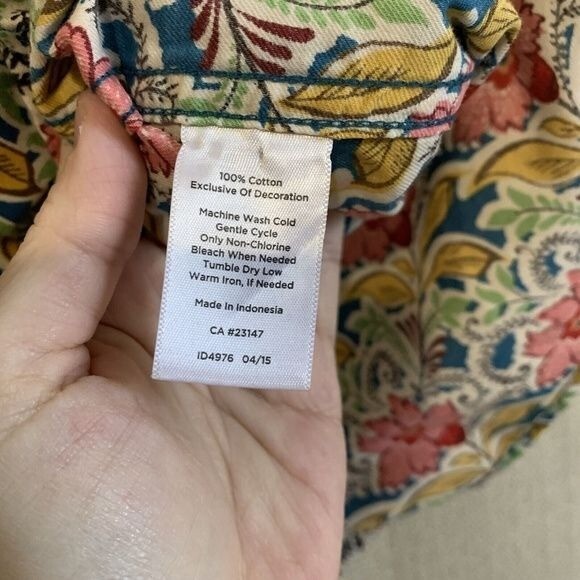 100% Cotton
Exclusive Of Decoration
Machine Wash Cold
Gentle Cycle
Only Non-Chlorine
Bleach When Needed
Tumble Dry Low
Warm Iron, if Needed
Made in Indonesia
CA #23147
ID4976 04/15